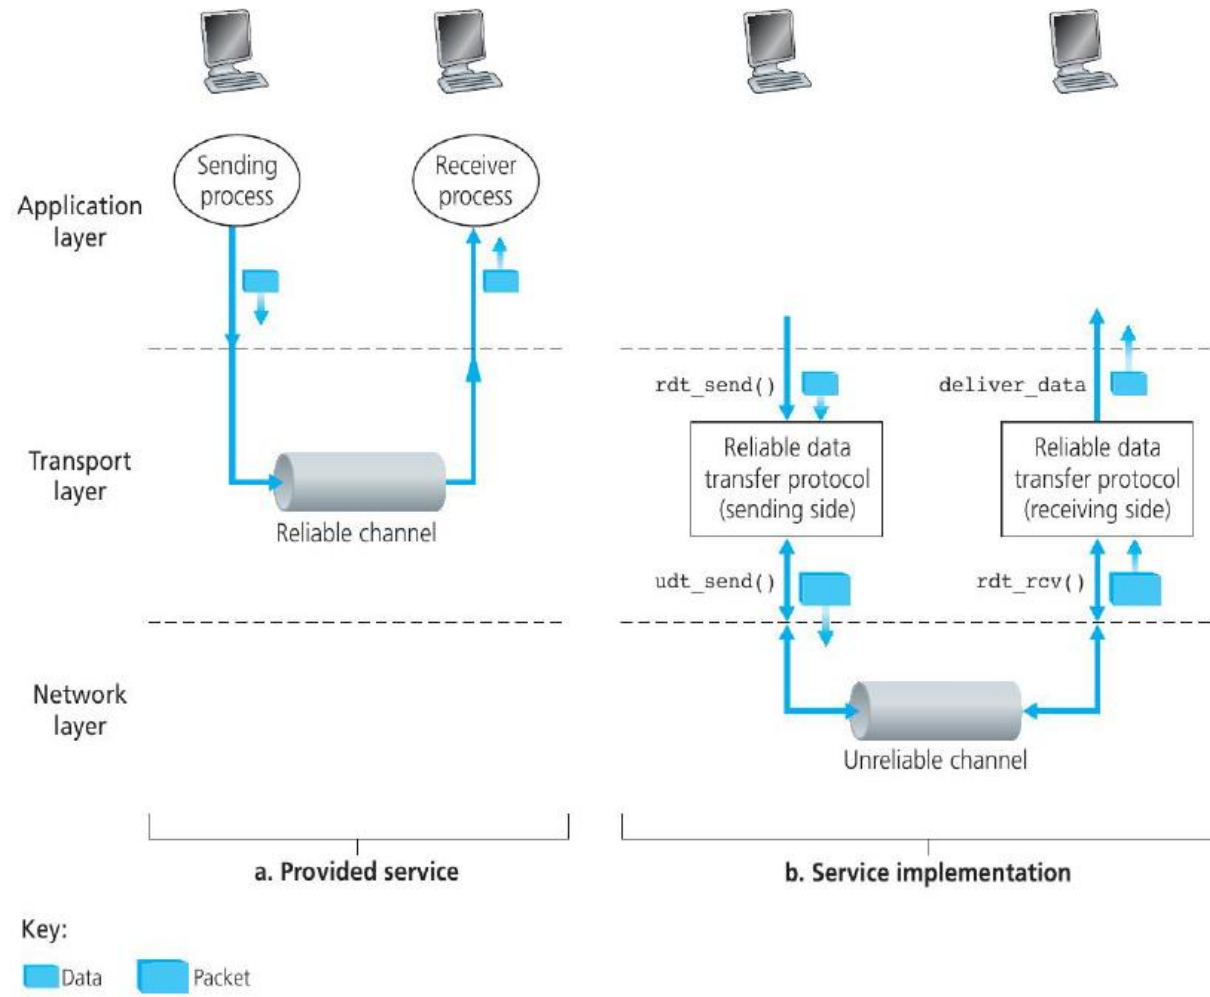 Sending
process
Receiver
process
Application
layer
rdt_send()
deliver_data
Transport
layer
Reliable channel
Reliable data
transfer protocol
(sending side)
Reliable data
transfer protocol
(receiving side)
udt_send()
rdt_rcv()
Network
layer
Unreliable channel
a. Provided service
b. Service implementation
Key:
Data
Packet